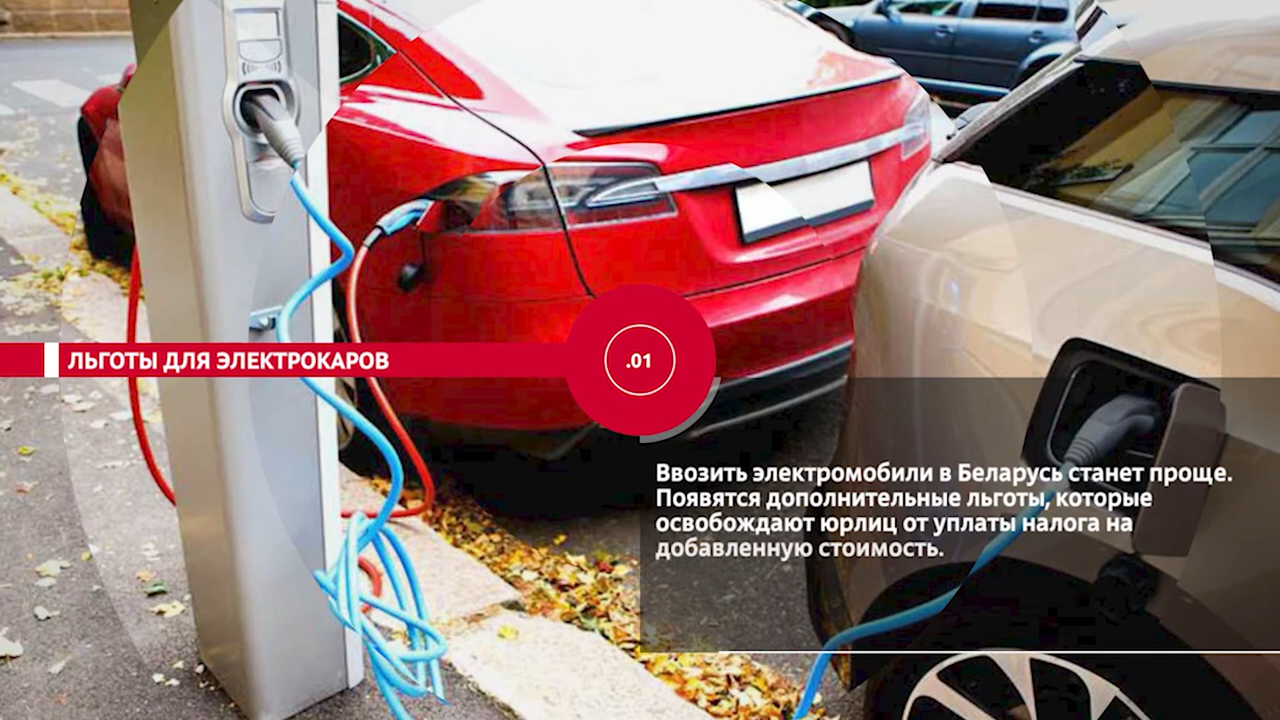 ЛЬГОТЫ ДЛЯ ЭЛЕКТРОКАРОВ
.01
Ввозить электромобили в Беларусь станет проще.
Появятся дополнительные льготы, которые
освобождают юрлиц от уплаты налога на
добавленную стоимость.